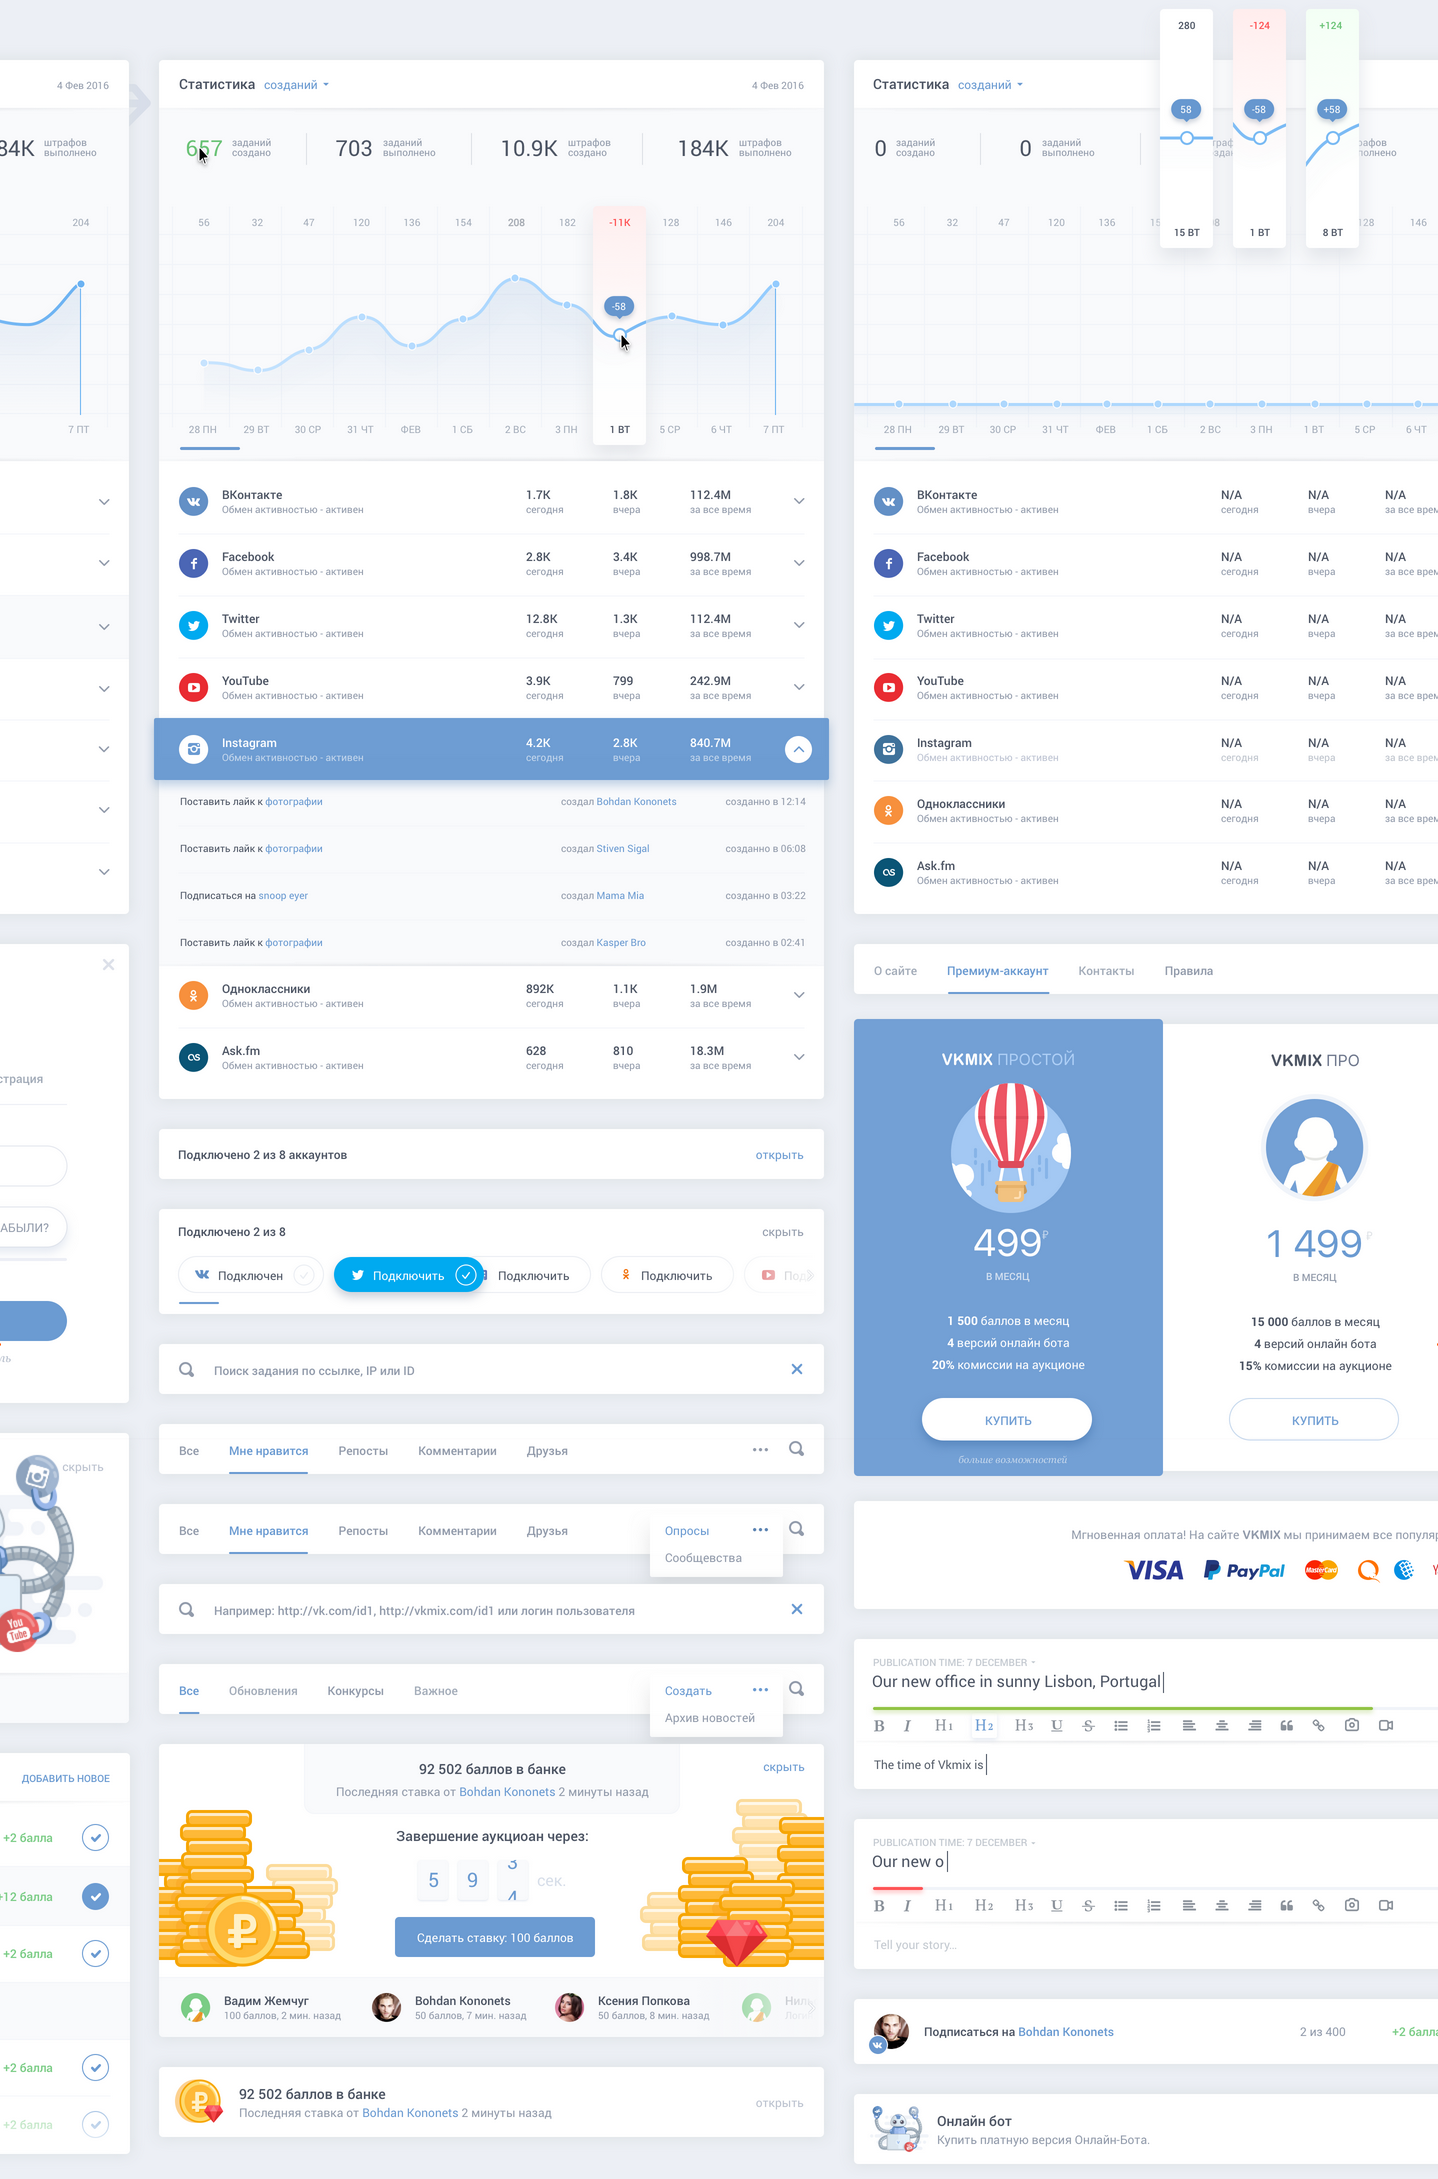 4 Фев 2016
84K штрафов выполнено
204
7 ПТ
страция
АБЫЛИ?
ль
скрыть
You Tube
ДОБАВИТЬ НОВОЕ
+2 балла
+12 балла
+2 балла
+2 балла
+2 балла
Статистика созданий 4 Фев 2016
657 заданий создано 703 заданий выполнено 10.9K штрафов создано 184K штрафов выполнено
56 32 47 120 136 154 208 182 -11K 128 146 204
-58
28 ПН 29 ВТ 30 СР 31 ЧТ ФЕВ 1 СБ 2 ВС 3 ПН 1 ВТ 5 СР 6 ЧТ 7 ПТ
ВКонтакте 1.7K 1.8K 112.4M
Обмен активностью - активен сегодня вчера за все время
Facebook 2.8K 3.4K 998.7M
Обмен активностью - активен сегодня вчера за все время
Twitter 12.8K 1.3K 112.4M
Обмен активностью - активен сегодня вчера за все время
YouTube 3.9K 799 242.9M
Обмен активностью - активен сегодня вчера за все время
Instagram 4.2K 2.8K 840.7M
Обмен активностью - активен сегодня вчера за все время
Поставить лайк к фотографии создал Bohdan Kononets созданно в 12:14
Поставить лайк к фотографии создал Stiven Sigal созданно в 06:08
Подписаться на snoop eyer создал Mama Mia созданно в 03:22
Поставить лайк к фотографии создал Kasper Bro созданно в 02:41
Одноклассники 892K 1.1K 1.9M
Обмен активностью - активен сегодня вчера за все время
Ask.fm 628 810 18.3M
Обмен активностью - активен сегодня вчера за все время
Подключено 2 из 8 аккаунтов открыть
Подключено 2 из 8 скрыть
Подключен Подключить Подключить Подключить
Поиск задания по ссылке, IP или ID
Все Мне нравится Репосты Комментарии Друзья
Все Мне нравится Репосты Комментарии Друзья Опросы
Сообщевства
Например: http://vk.com/id1, http://vkmix.com/id1 или логин пользователя
Все Обновления Конкурсы Важное Создать
Архив новостей
92 502 баллов в банке скрыть
Последняя ставка от Bohdan Kononets 2 минуты назад
Завершение аукциоан через:
5 9 3 4 сек.
Сделать ставку: 100 баллов
Вадим Жемчуг Bohdan Kononets Ксения Попкова
100 баллов, 2 мин. назад 50 баллов, 7 мин. назад 50 баллов, 8 мин. назад
92 502 баллов в банке
Последняя ставка от Bohdan Kononets 2 минуты назад открыть
280 -124 +124
58 -58 +58
15 ВТ 1 ВТ 8 ВТ
Статистика созданий
0 заданий создано 0 заданий выполнено
56 32 47 120 136 128 146
28 ПН 29 ВТ 30 СР 31 ЧТ ФЕВ 1 СБ 2 ВС 3 ПН 1 ВТ 5 СР 6 ЧТ
ВКонтакте N/A N/A N/A
Обмен активностью - активен сегодня вчера за все врем
Facebook N/A N/A N/A
Обмен активностью - активен сегодня вчера за все врем
Twitter N/A N/A N/A
Обмен активностью - активен сегодня вчера за все врем
YouTube N/A N/A N/A
Обмен активностью - активен сегодня вчера за все врем
Instagram N/A N/A N/A
Обмен активностью - активен сегодня вчера за все врем
Одноклассники N/A N/A N/A
Обмен активностью - активен сегодня вчера за все врем
Ask.fm N/A N/A N/A
Обмен активностью - активен сегодня вчера за все врем
О сайте Премиум-аккаунт Контакты Правила
VKMIX ПРОСТОЙ
499₽
В МЕСЯЦ
1 500 баллов в месяц
4 версий онлайн бота
20% комиссии на аукционе
КУПИТЬ
больше возможностей
VKMIX ПРО
1 499₽
В МЕСЯЦ
15 000 баллов в месяц
4 версий онлайн бота
15% комиссии на аукционе
КУПИТЬ
Мгновенная оплата! На сайте VKMIX мы принимаем все популяр
VISA PayPal MasterCard
PUBLICATION TIME: 7 DECEMBER
Our new office in sunny Lisbon, Portugal
B I H1 H2 H3 U S
The time of Vkmix is
PUBLICATION TIME: 7 DECEMBER
Our new o
B I H1 H2 H3 U S
Tell your story...
Подписаться на Bohdan Kononets 2 из 400 +2 балла
Онлайн бот
Купить платную версия Онлайн-Бота.